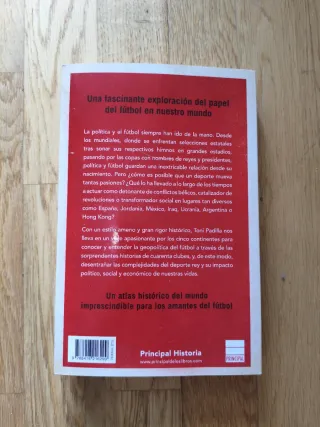 Una fascinante exploración del papel
del fútbol en nuestro mundo
La política y el fútbol siempre han ido de la mano. Desde
los mundiales, donde se enfrentan selecciones estatales
tras sonar sus respectivos himnos en grandes estadios,
pasando por las copas con nombres de reyes y presidentes,
política y fútbol guardan una inextricable relación desde su
nacimiento. Pero ¿cómo es posible que un deporte mueva
tantas pasiones? ¿Qué lo ha llevado a lo largo de los tiempos
a actuar como detonante de conflictos bélicos, catalizador de
revoluciones o transformador social en lugares tan diversos
como España, Jordania, México, Iraq, Ucrania, Argentina o
Hong Kong?
Con un estilo ameno y gran rigor histórico, Toni Padilla nos
lleva en un viaje apasionante por los cinco continentes para
conocer y entender la geopolítica del fútbol a través de las
sorprendentes historias de cuarenta clubes, y, de este modo,
desentrañar las complejidades del deporte rey y su impacto
político, social y económico de nuestras vidas.
Un atlas histórico del mundo
imprescindible para los amantes del fútbol
Principal Historia
www.principaldeloslibros.com
PRINCIPAL